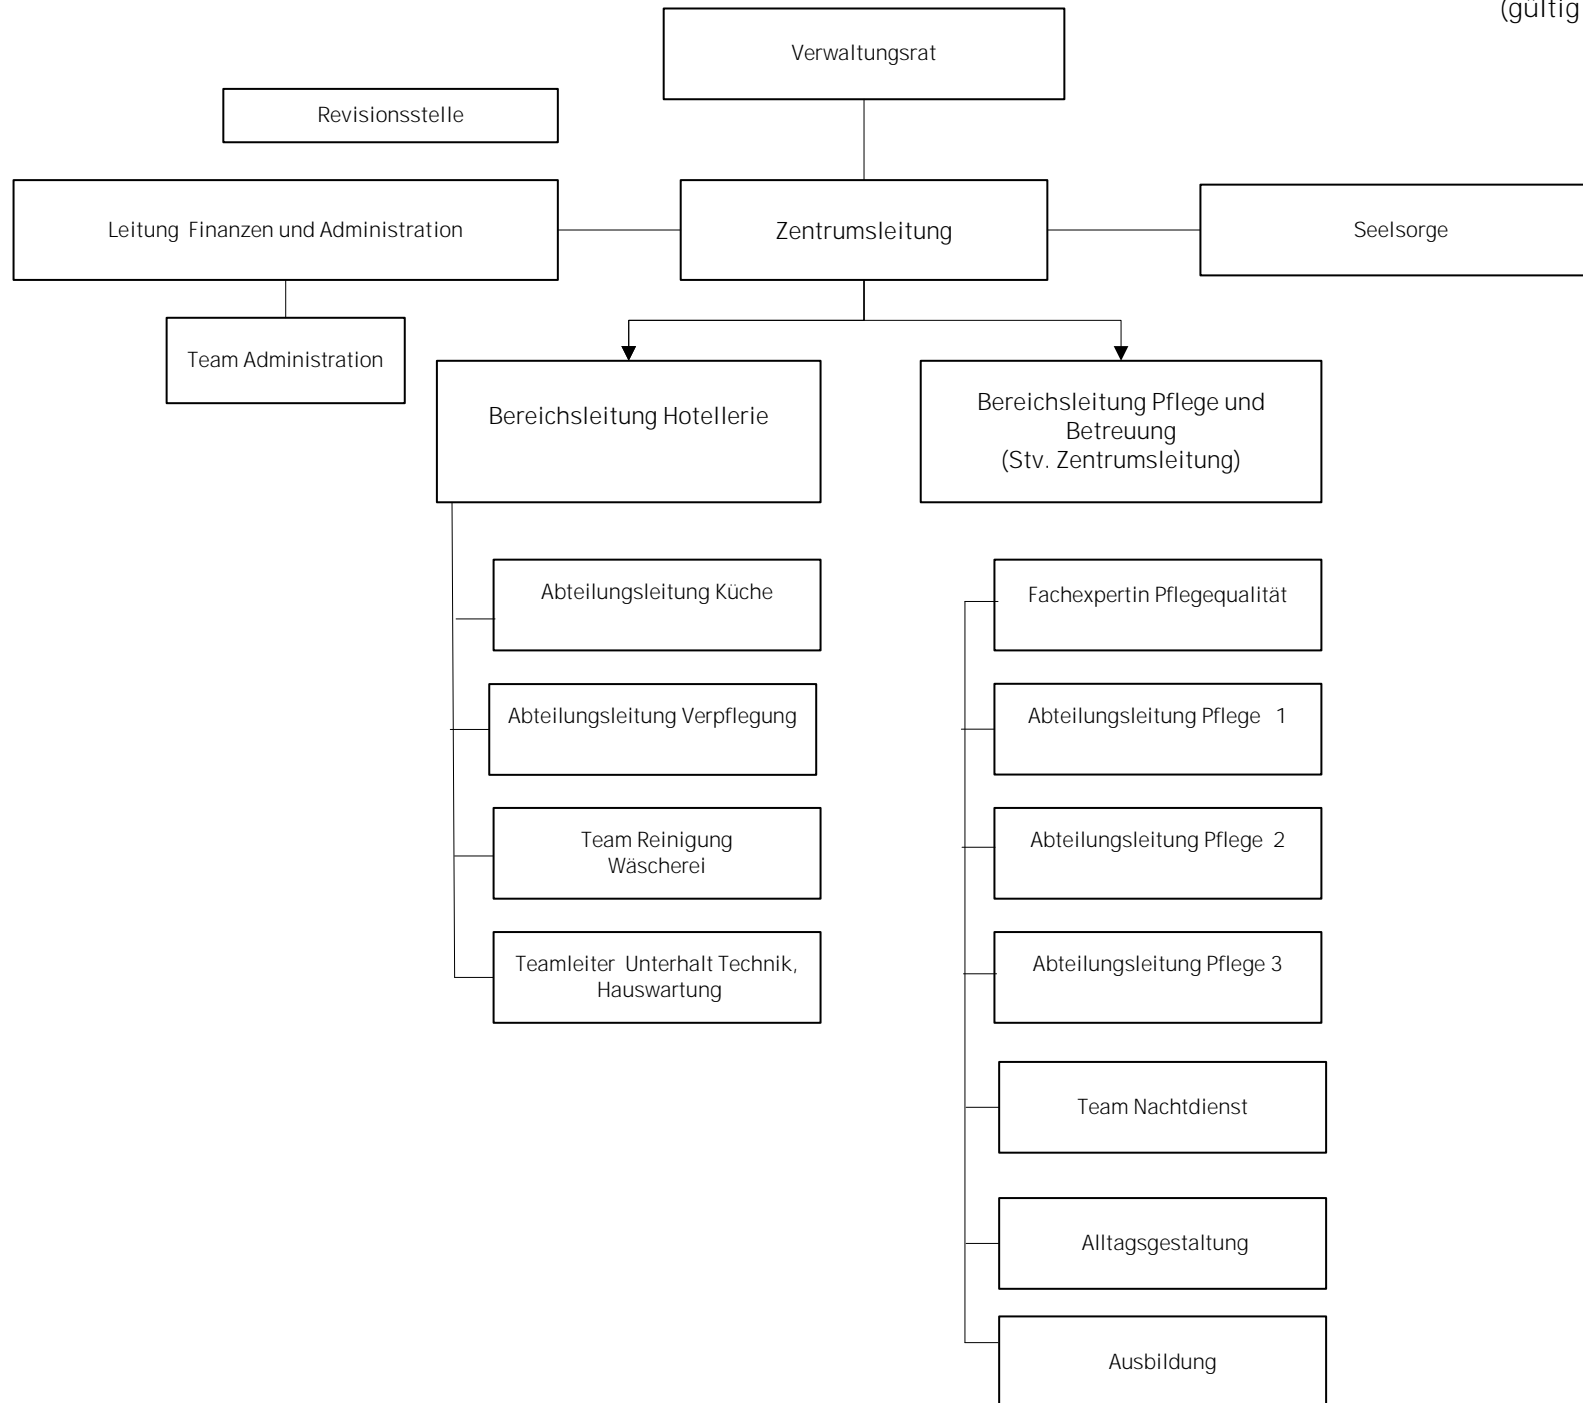 (gültig
Verwaltungsrat
Revisionsstelle
Leitung Finanzen und Administration
Zentrumsleitung
Seelsorge
Team Administration
Bereichsleitung Hotellerie
Bereichsleitung Pflege und
Betreuung
(Stv. Zentrumsleitung)
Abteilungsleitung Küche
Fachexpertin Pflegequalität
Abteilungsleitung Verpflegung
Abteilungsleitung Pflege 1
Team Reinigung
Wäscherei
Abteilungsleitung Pflege 2
Teamleiter Unterhalt Technik,
Hauswartung
Abteilungsleitung Pflege 3
Team Nachtdienst
Alltagsgestaltung
Ausbildung